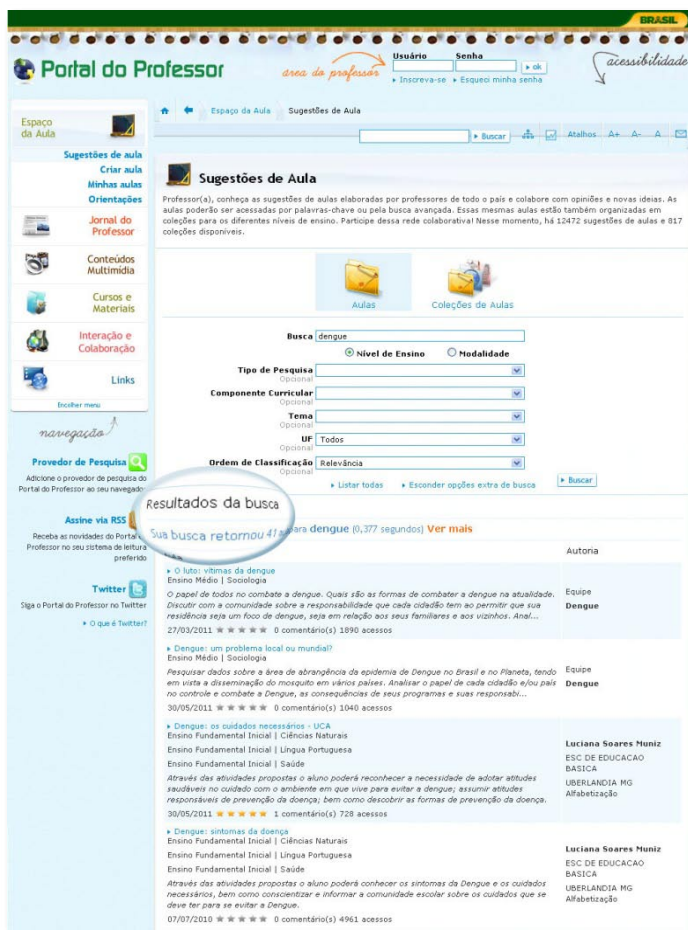 BRASIL
Portal do Professor
área do professor
Usuário Senha
ok
Inscreva-se Esqueci minha senha
acessibilidade
Espaço da Aula Sugestões de Aula
Buscar Atalhos A+ A- A
Espaço
da Aula
Sugestões de aula
Criar aula
Minhas aulas
Orientações
Jornal do
Professor
Conteúdos
Multimídia
Cursos e
Materiais
Interação e
Colaboração
Links
Encolher menu
navegação
Provedor de Pesquisa
Adicione o provedor de pesquisa do
Portal do Professor ao seu navegador
Assine via RSS
Receba as novidades do Portal
Professor no seu sistema de leitura
preferido
Twitter
Siga o Portal do Professor no Twitter
O que é Twitter?
Sugestões de Aula
Professor(a), conheça as sugestões de aulas elaboradas por professores de todo o país e colabore com opiniões e novas ideias. As
aulas poderão ser acessadas por palavras-chave ou pela busca avançada. Essas mesmas aulas estão também organizadas em
coleções para os diferentes níveis de ensino. Participe dessa rede colaborativa! Nesse momento, há 12472 sugestões de aulas e 817
coleções disponíveis.
Aulas Coleções de Aulas
Busca dengue
Nível de Ensino Modalidade
Tipo de Pesquisa
Opcional
Componente Curricular
Opcional
Tema
Opcional
UF Todos
Opcional
Ordem de Classificação Relevância
Opcional
Listar todas Esconder opções extra de busca Buscar
Resultados da busca
Sua busca retornou 41 para dengue (0,377 segundos) Ver mais
Autoria
O luto: vítimas da dengue
Ensino Médio | Sociologia
O papel de todos no combate a dengue. Quais são as formas de combater a dengue na atualidade.
Discutir com a comunidade sobre a responsabilidade que cada cidadão tem ao permitir que sua
residência seja um foco de dengue, seja em relação aos seus familiares e aos vizinhos. Anal...
27/03/2011 0 comentário(s) 1890 acessos
Equipe
Dengue
Dengue: um problema local ou mundial?
Ensino Médio | Sociologia
Pesquisar dados sobre a área de abrangência da epidemia de Dengue no Brasil e no Planeta, tendo
em vista a disseminação do mosquito em vários países. Analisar o papel de cada cidadão e/ou país
no controle e combate a Dengue, as consequências de seus programas e suas responsabi...
30/05/2011 0 comentário(s) 1040 acessos
Equipe
Dengue
Dengue: os cuidados necessários - UCA
Ensino Fundamental Inicial | Ciências Naturais
Ensino Fundamental Inicial | Língua Portuguesa
Ensino Fundamental Inicial | Saúde
Através das atividades propostas o aluno poderá reconhecer a necessidade de adotar atitudes
saudáveis no cuidado com o ambiente em que vive para evitar a dengue; assumir atitudes
responsáveis de prevenção da doença; bem como descobrir as formas de prevenção da doença.
30/05/2011 1 comentário(s) 728 acessos
Luciana Soares Muniz
ESC DE EDUCACAO
BASICA
UBERLANDIA MG
Alfabetização
Dengue: sintomas da doença
Ensino Fundamental Inicial | Ciências Naturais
Ensino Fundamental Inicial | Língua Portuguesa
Ensino Fundamental Inicial | Saúde
Através das atividades propostas o aluno poderá conhecer os sintomas da Dengue e os cuidados
necessários, bem como conscientizar e informar a comunidade escolar sobre os cuidados que se
deve ter para se evitar a Dengue.
07/07/2010 0 comentário(s) 4961 acessos
Luciana Soares Muniz
ESC DE EDUCACAO
BASICA
UBERLANDIA MG
Alfabetização